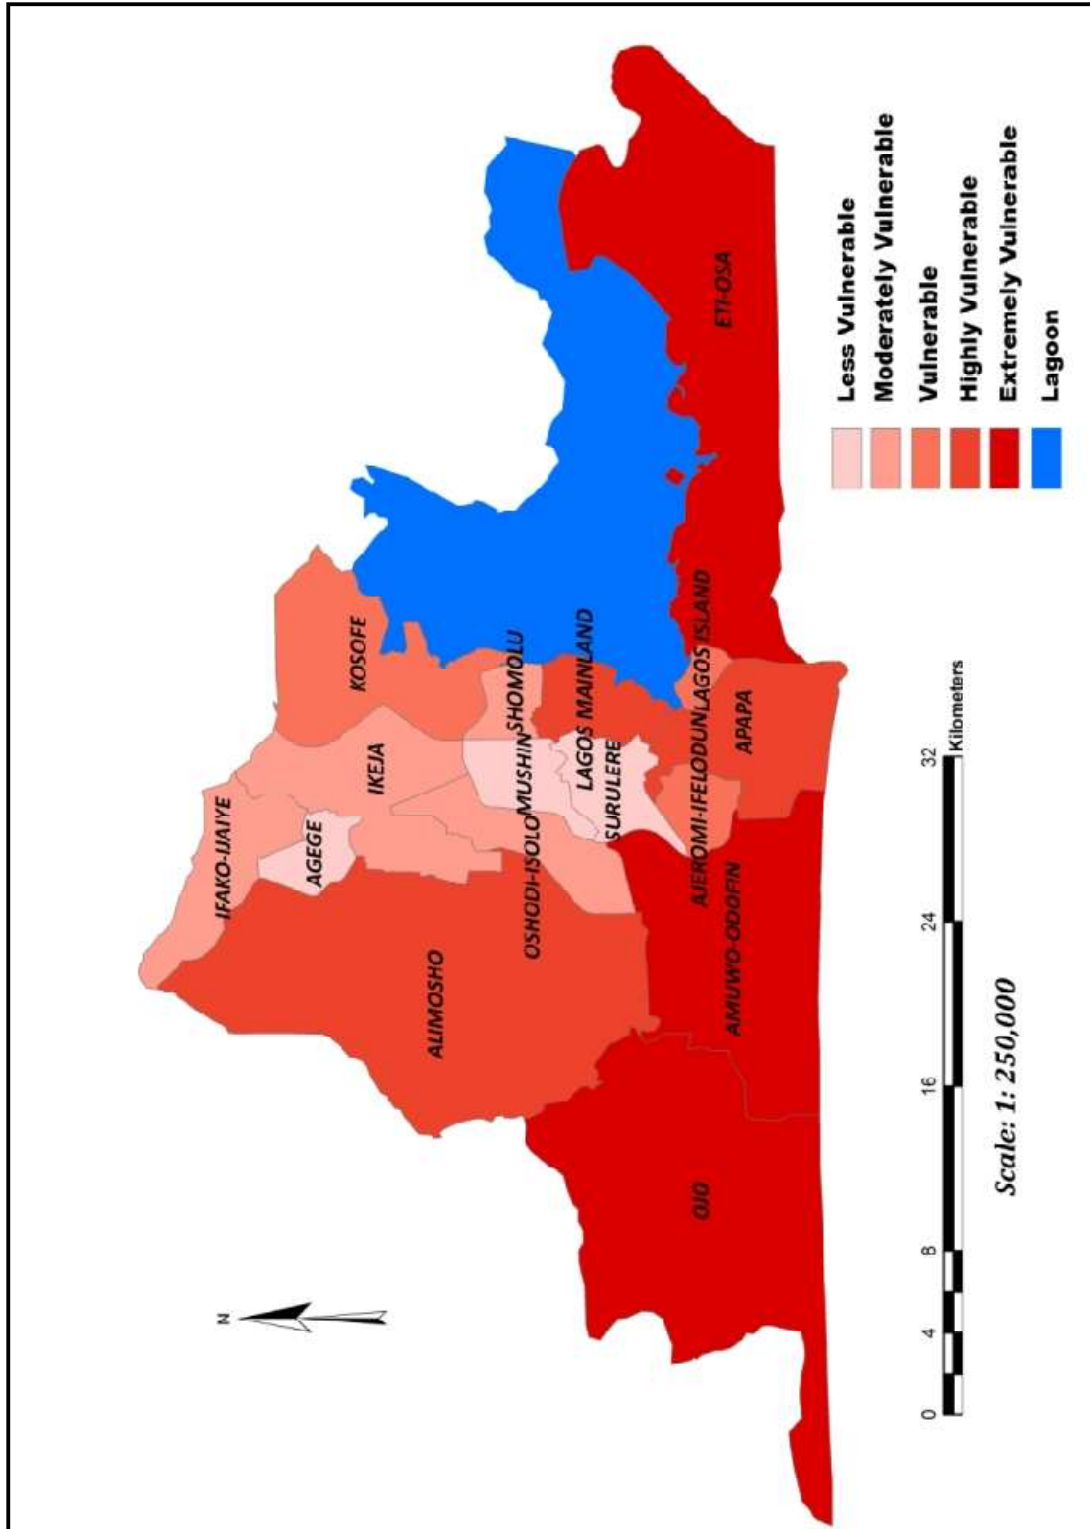 N
IFAKO-IJAIYE
AGEGE
IKEJA
KOSOFE
ALIMOSHO
OSHODI-ISOLO
MUSHIN
SHOMOLU
LAGOS MAINLAND
SURULERE
OJO
AMUWO-ODOFIN
AJEROMI-IFELODUN
LAGOS ISLAND
APAPA
ETI-OSA
0 4 8 16 24 32
Kilometers
Scale: 1: 250,000
Less Vulnerable
Moderately Vulnerable
Vulnerable
Highly Vulnerable
Extremely Vulnerable
Lagoon